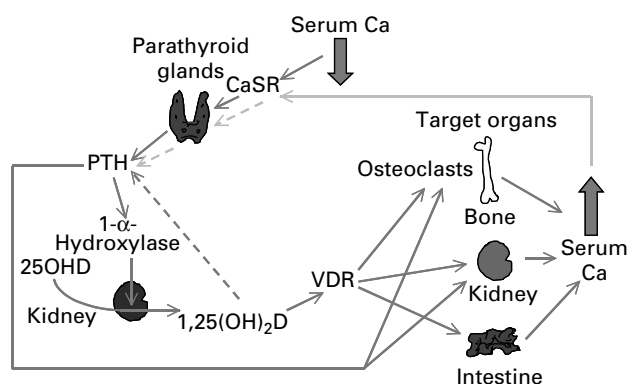 Serum Ca
Parathyroid
glands
CaSR
Target organs
PTH
Osteoclasts
Bone
1-α-
Hydroxylase
25OHD
Kidney
1,25(OH)₂D
VDR
Kidney
Serum
Ca
Intestine